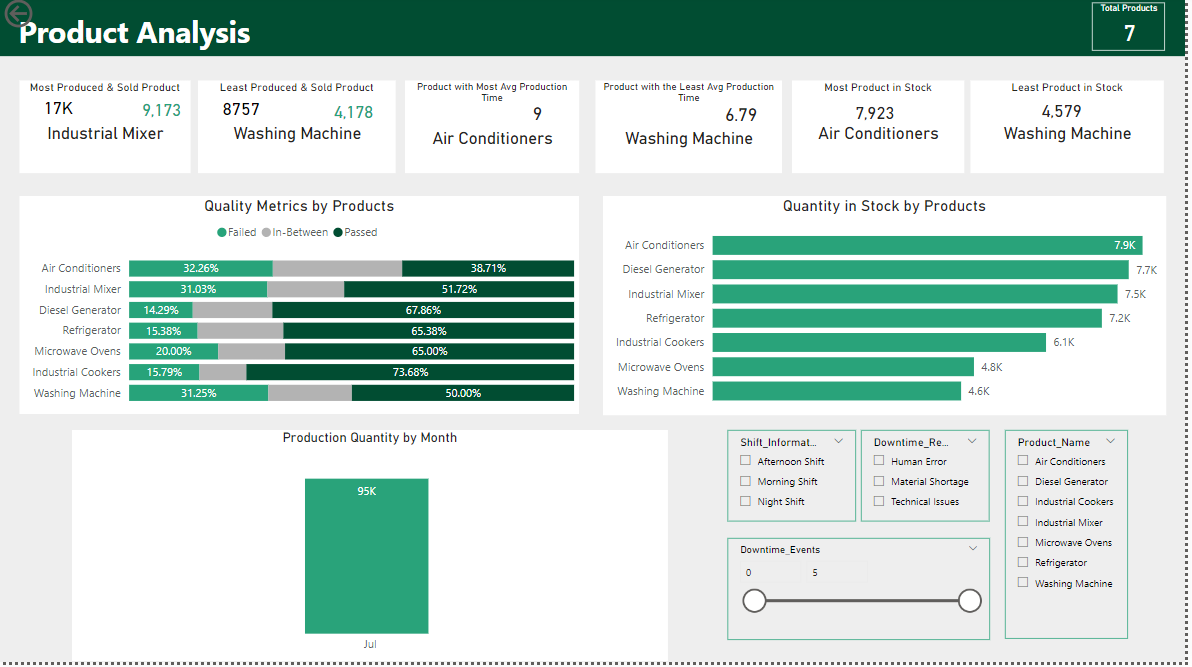 Product Analysis
Total Products
7
Most Produced & Sold Product
17K 9,173
Industrial Mixer
Least Produced & Sold Product
8757 4,178
Washing Machine
Product with Most Avg Production
Time
9
Air Conditioners
Product with the Least Avg Production
Time
6.79
Washing Machine
Most Product in Stock
7,923
Air Conditioners
Least Product in Stock
4,579
Washing Machine
Quality Metrics by Products
Failed In-Between Passed
Air Conditioners 32.26% 38.71%
Industrial Mixer 31.03% 51.72%
Diesel Generator 14.29% 67.86%
Refrigerator 15.38% 65.38%
Microwave Ovens 20.00% 65.00%
Industrial Cookers 15.79% 73.68%
Washing Machine 31.25% 50.00%
Quantity in Stock by Products
Air Conditioners 7.9K
Diesel Generator 7.7K
Industrial Mixer 7.5K
Refrigerator 7.2K
Industrial Cookers 6.1K
Microwave Ovens 4.8K
Washing Machine 4.6K
Production Quantity by Month
95K
Jul
Shift_Informat...
Afternoon Shift
Morning Shift
Night Shift
Downtime_Re...
Human Error
Material Shortage
Technical Issues
Product_Name
Air Conditioners
Diesel Generator
Industrial Cookers
Industrial Mixer
Microwave Ovens
Refrigerator
Washing Machine
Downtime_Events
0 5